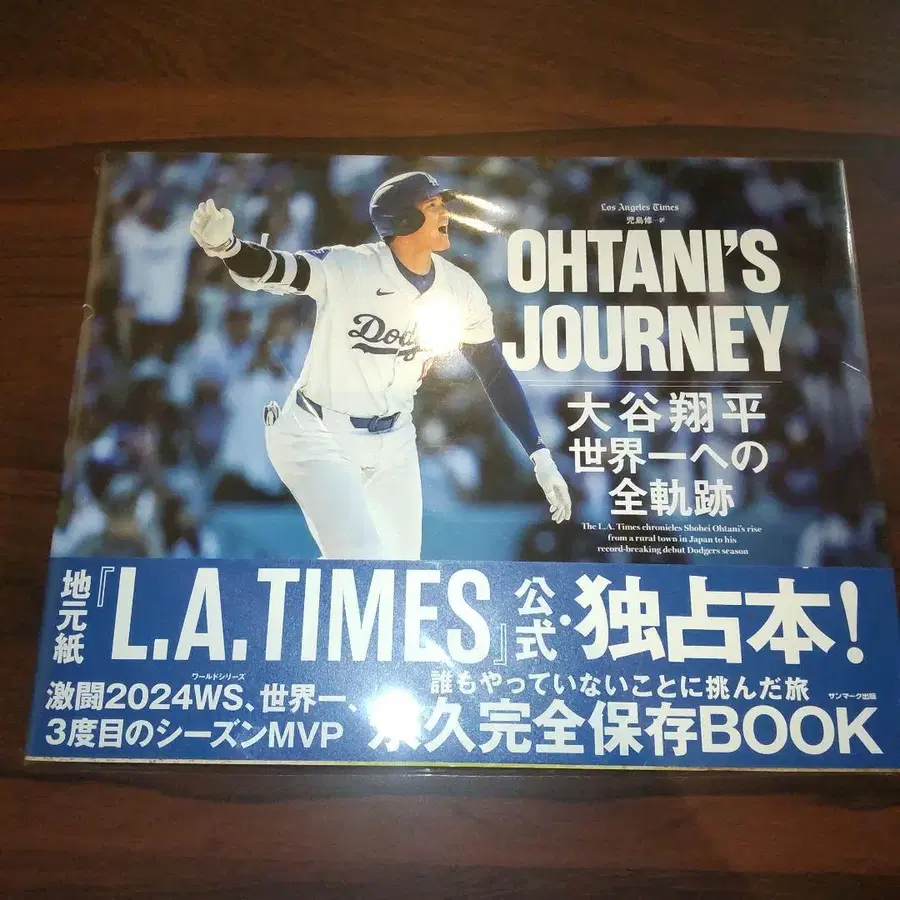 Los Angeles Times
児島修 訳
OHTANI'S
JOURNEY
大谷翔平
世界一への
全軌跡
The L.A. Times chronicles Shohei Ohtani's rise
from a rural town in Japan to his
record-breaking debut Dodgers season
地元紙『L.A.TIMES』公式・独占本!
ワールドシリーズ
激闘2024WS、世界一、
3度目のシーズンMVP
誰もやっていないことに挑んだ旅
サンマーク出版
永久完全保存BOOK